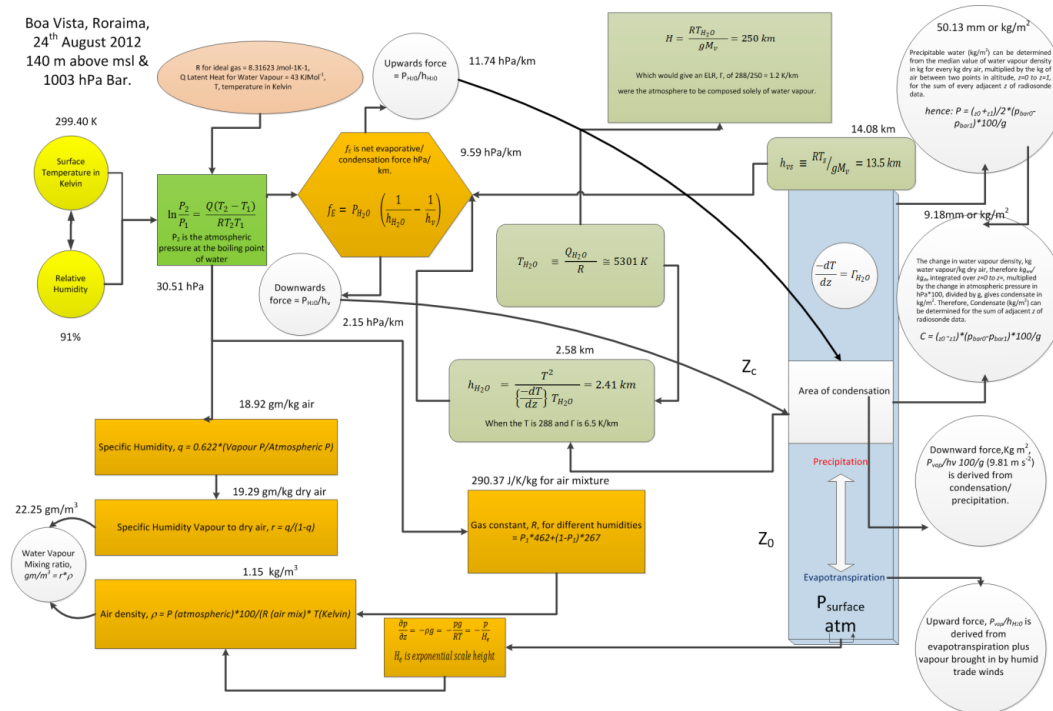 Boa Vista, Roraima,
24th August 2012
140 m above msl &
1003 hPa Bar.
R for ideal gas = 8.31623 Jmol-1K-1,
Q Latent Heat for Water Vapour = 43 KJMol-1,
T, temperature in Kelvin
Upwards force
= PH20/hH20
11.74 hPa/km
H = RTH2O/gMv = 250 km
Which would give an ELR, Γ, of 288/250 = 1.2 K/km
were the atmosphere to be composed solely of water vapour.
50.13 mm or kg/m2
Precipitable water (kg/m2) can be determined
from the median value of water vapour density
in kg for every kg dry air, multiplied by the kg of
air between two points in altitude, z=0 to z=1,
for the sum of every adjacent z of radiosonde
data.
hence: P = (z0+z1)/2*(pbar0-
pbar1)*100/g
299.40 K
Surface
Temperature in
Kelvin
Relative
Humidity
91%
ln P2/P1 = Q(T2 − T1)/RT2T1
P2 is the atmospheric
pressure at the boiling point
of water
30.51 hPa
fE is net evaporative/
condensation force hPa/
km.
fE = PH2O (1/hH2O − 1/hv)
9.59 hPa/km
14.08 km
hvs ≡ RTs/gMv = 13.5 km
Downwards
force = PH20/hv
2.15 hPa/km
TH2O ≡ QH2O/R ≅ 5301 K
−dT/dz = ΓH2O
9.18mm or kg/m2
The change in water vapour density, kg
water vapour/kg dry air, therefore
integrated over z=0 to z=, multiplied
by the change in atmospheric pressure in
hPa*100, divided by g, gives condensate in
kg/m2. Therefore, Condensate (kg/m2) can
be determined for the sum of adjacent z of
radiosonde data.
C = (z0-z1)*(pbar0-pbar1)*100/g
2.58 km
hH2O = T2/{−dT/dz} TH2O = 2.41 km
When the T is 288 and Γ is 6.5 K/km
Zc
Area of condensation
Precipitation
Z0
Evapotranspiration
Psurface
atm
18.92 gm/kg air
Specific Humidity, q = 0.622*(Vapour P/Atmospheric P)
19.29 gm/kg dry air
Specific Humidity Vapour to dry air, r = q/(1-q)
22.25 gm/m3
Water Vapour
Mixing ratio,
gm/m3 = r*ρ
1.15 kg/m3
Air density, ρ = P (atmospheric)*100/(R (air mix)* T(Kelvin)
290.37 J/K/kg for air mixture
Gas constant, R, for different humidities
= P1*462+(1-P1)*267
∂p/∂z = −ρg = −pg/RT = −p/He
He is exponential scale height
Downward force,Kg m2,
Pvap/hv 100/g (9.81 m s-2)
is derived from
condensation/
precipitation.
Upward force, Pvap/hH20 is
derived from
evapotranspiration plus
vapour brought in by humid
trade winds